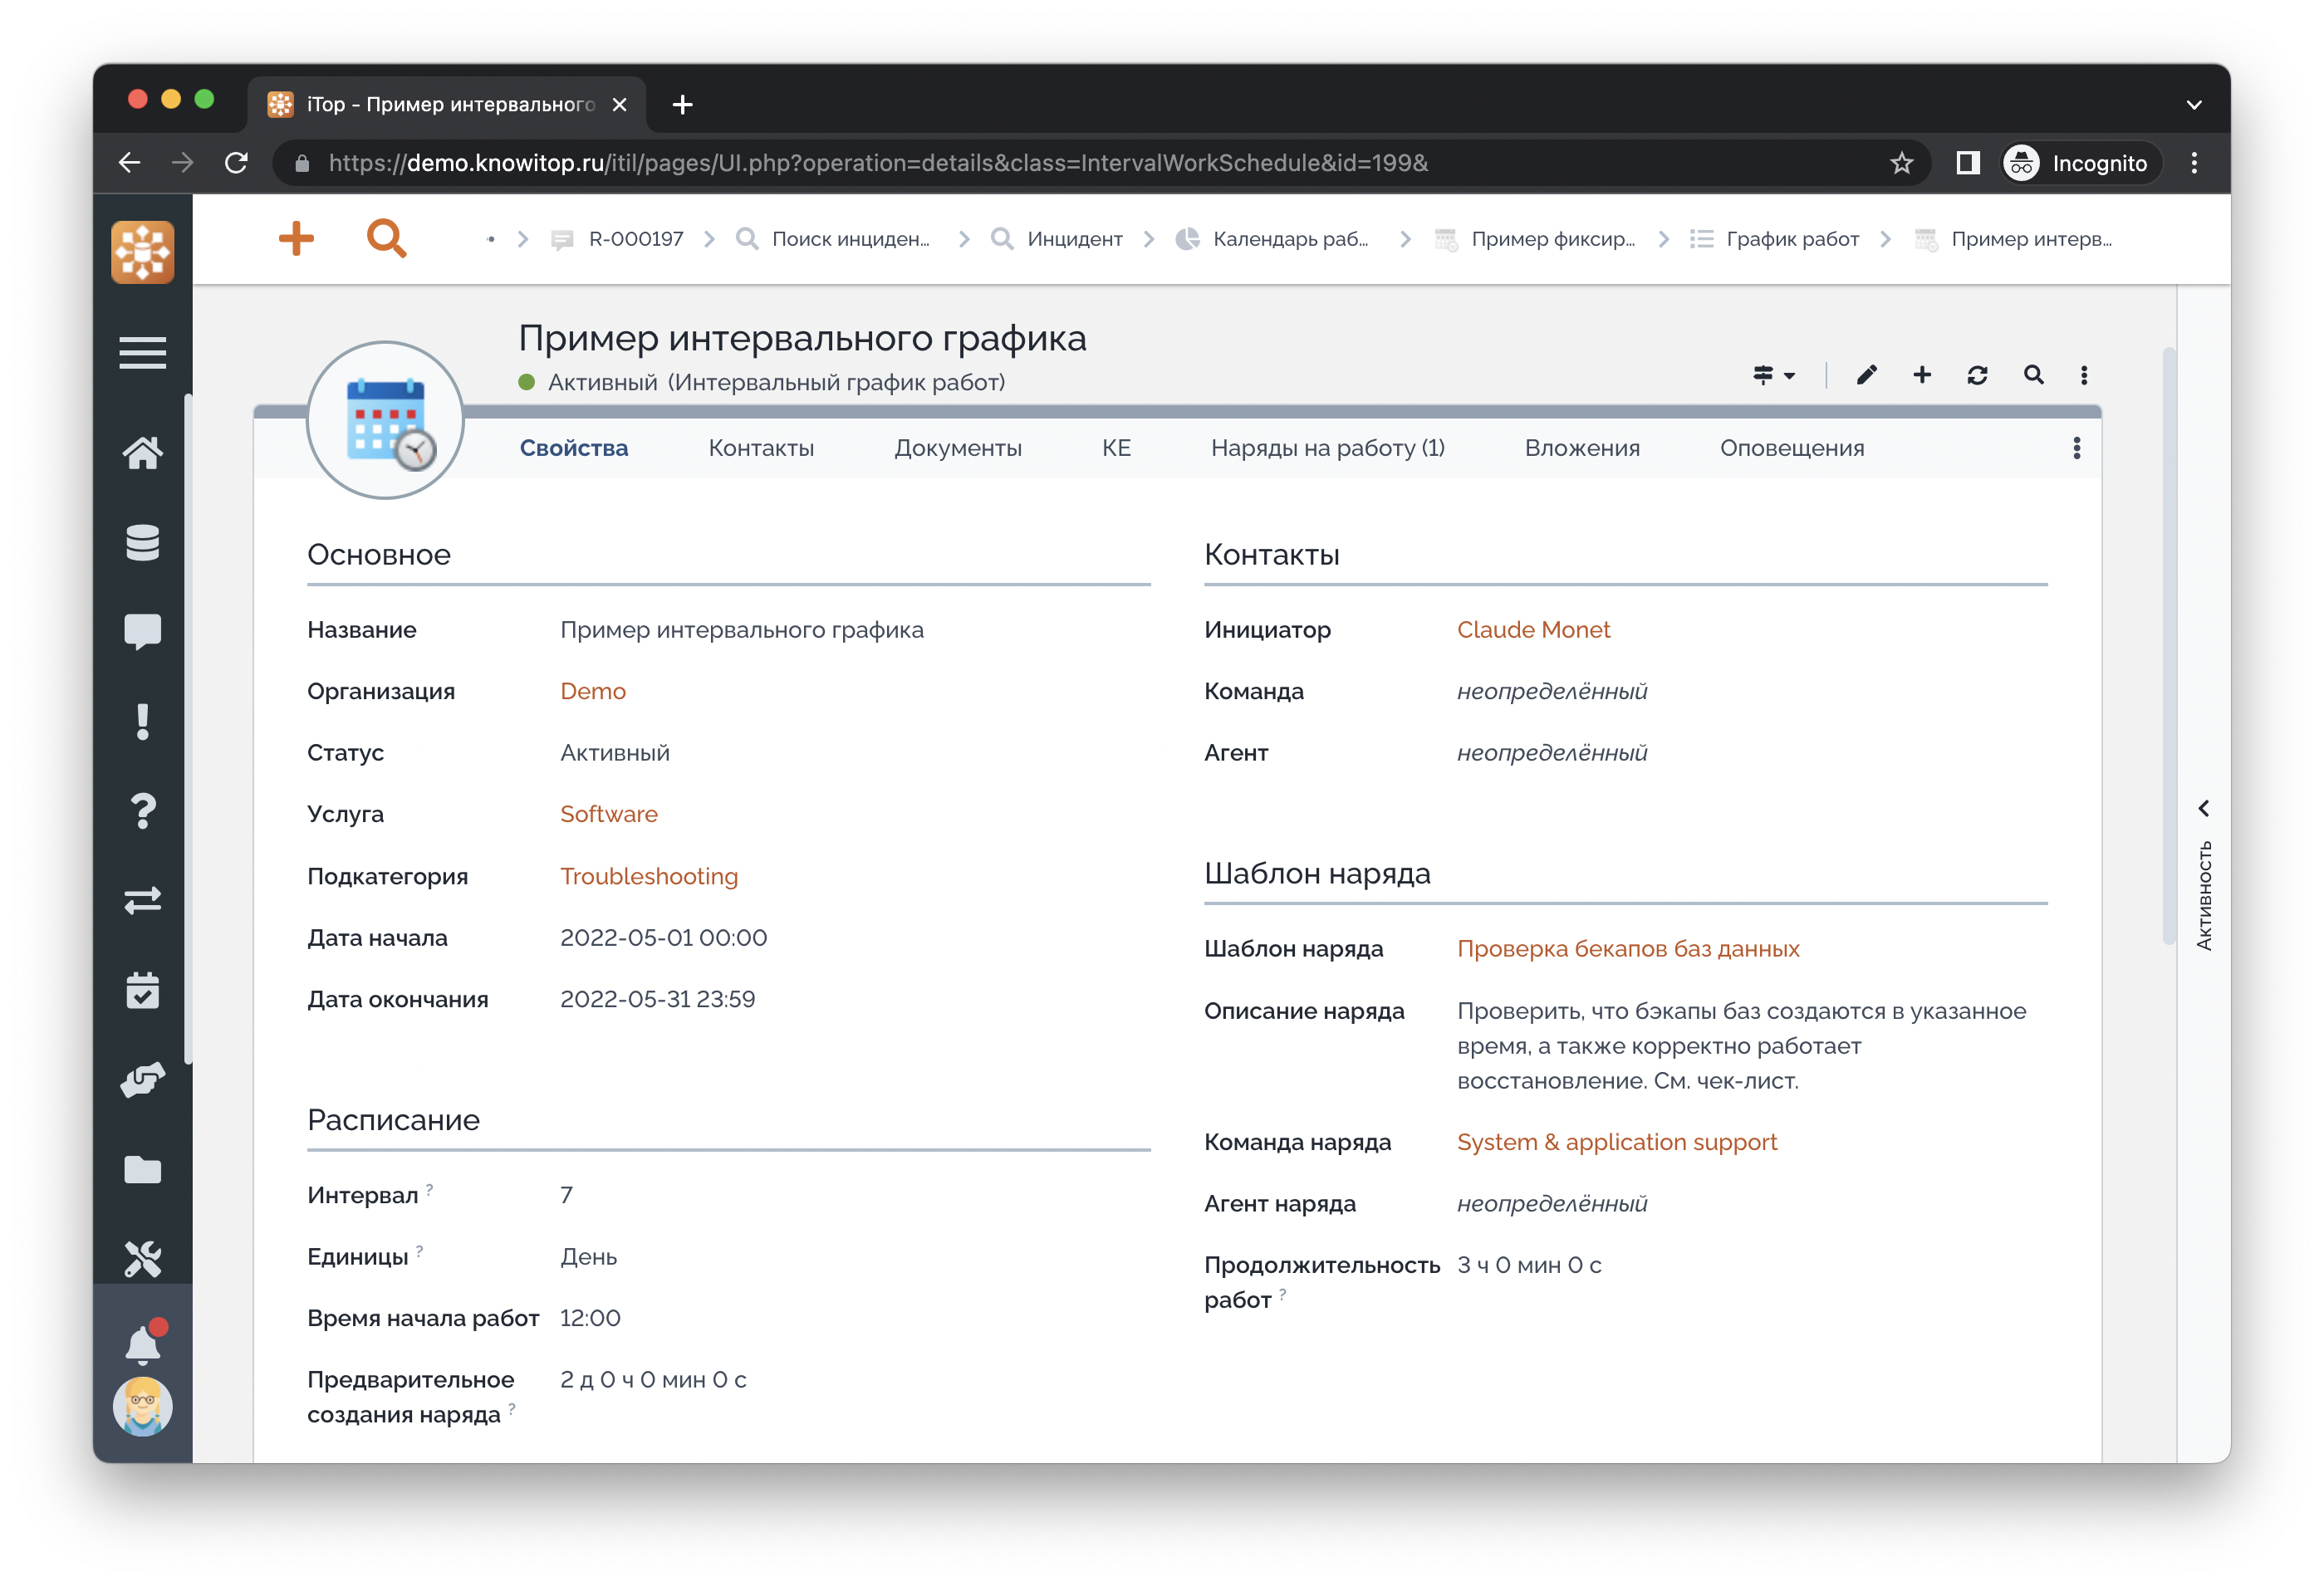 iTop - Пример интервального
https://demo.knowitop.ru/itil/pages/UI.php?operation=details&class=IntervalWorkSchedule&id=199&
Incognito
R-000197
Поиск инциден...
Инцидент
Календарь раб...
Пример фиксир...
График работ
Пример интерв...
Пример интервального графика
Активный (Интервальный график работ)
Свойства
Контакты
Документы
КЕ
Наряды на работу (1)
Вложения
Оповещения
Основное
Название
Пример интервального графика
Организация
Demo
Статус
Активный
Услуга
Software
Подкатегория
Troubleshooting
Дата начала
2022-05-01 00:00
Дата окончания
2022-05-31 23:59
Расписание
Интервал ?
7
Единицы ?
День
Время начала работ
12:00
Предварительное
создания наряда ?
2 д 0 ч 0 мин 0 с
Контакты
Инициатор
Claude Monet
Команда
неопределённый
Агент
неопределённый
Шаблон наряда
Шаблон наряда
Проверка бекапов баз данных
Описание наряда
Проверить, что бэкапы баз создаются в указанное
время, а также корректно работает
восстановление. См. чек-лист.
Команда наряда
System & application support
Агент наряда
неопределённый
Продолжительность
работ ?
3 ч 0 мин 0 с
Активность